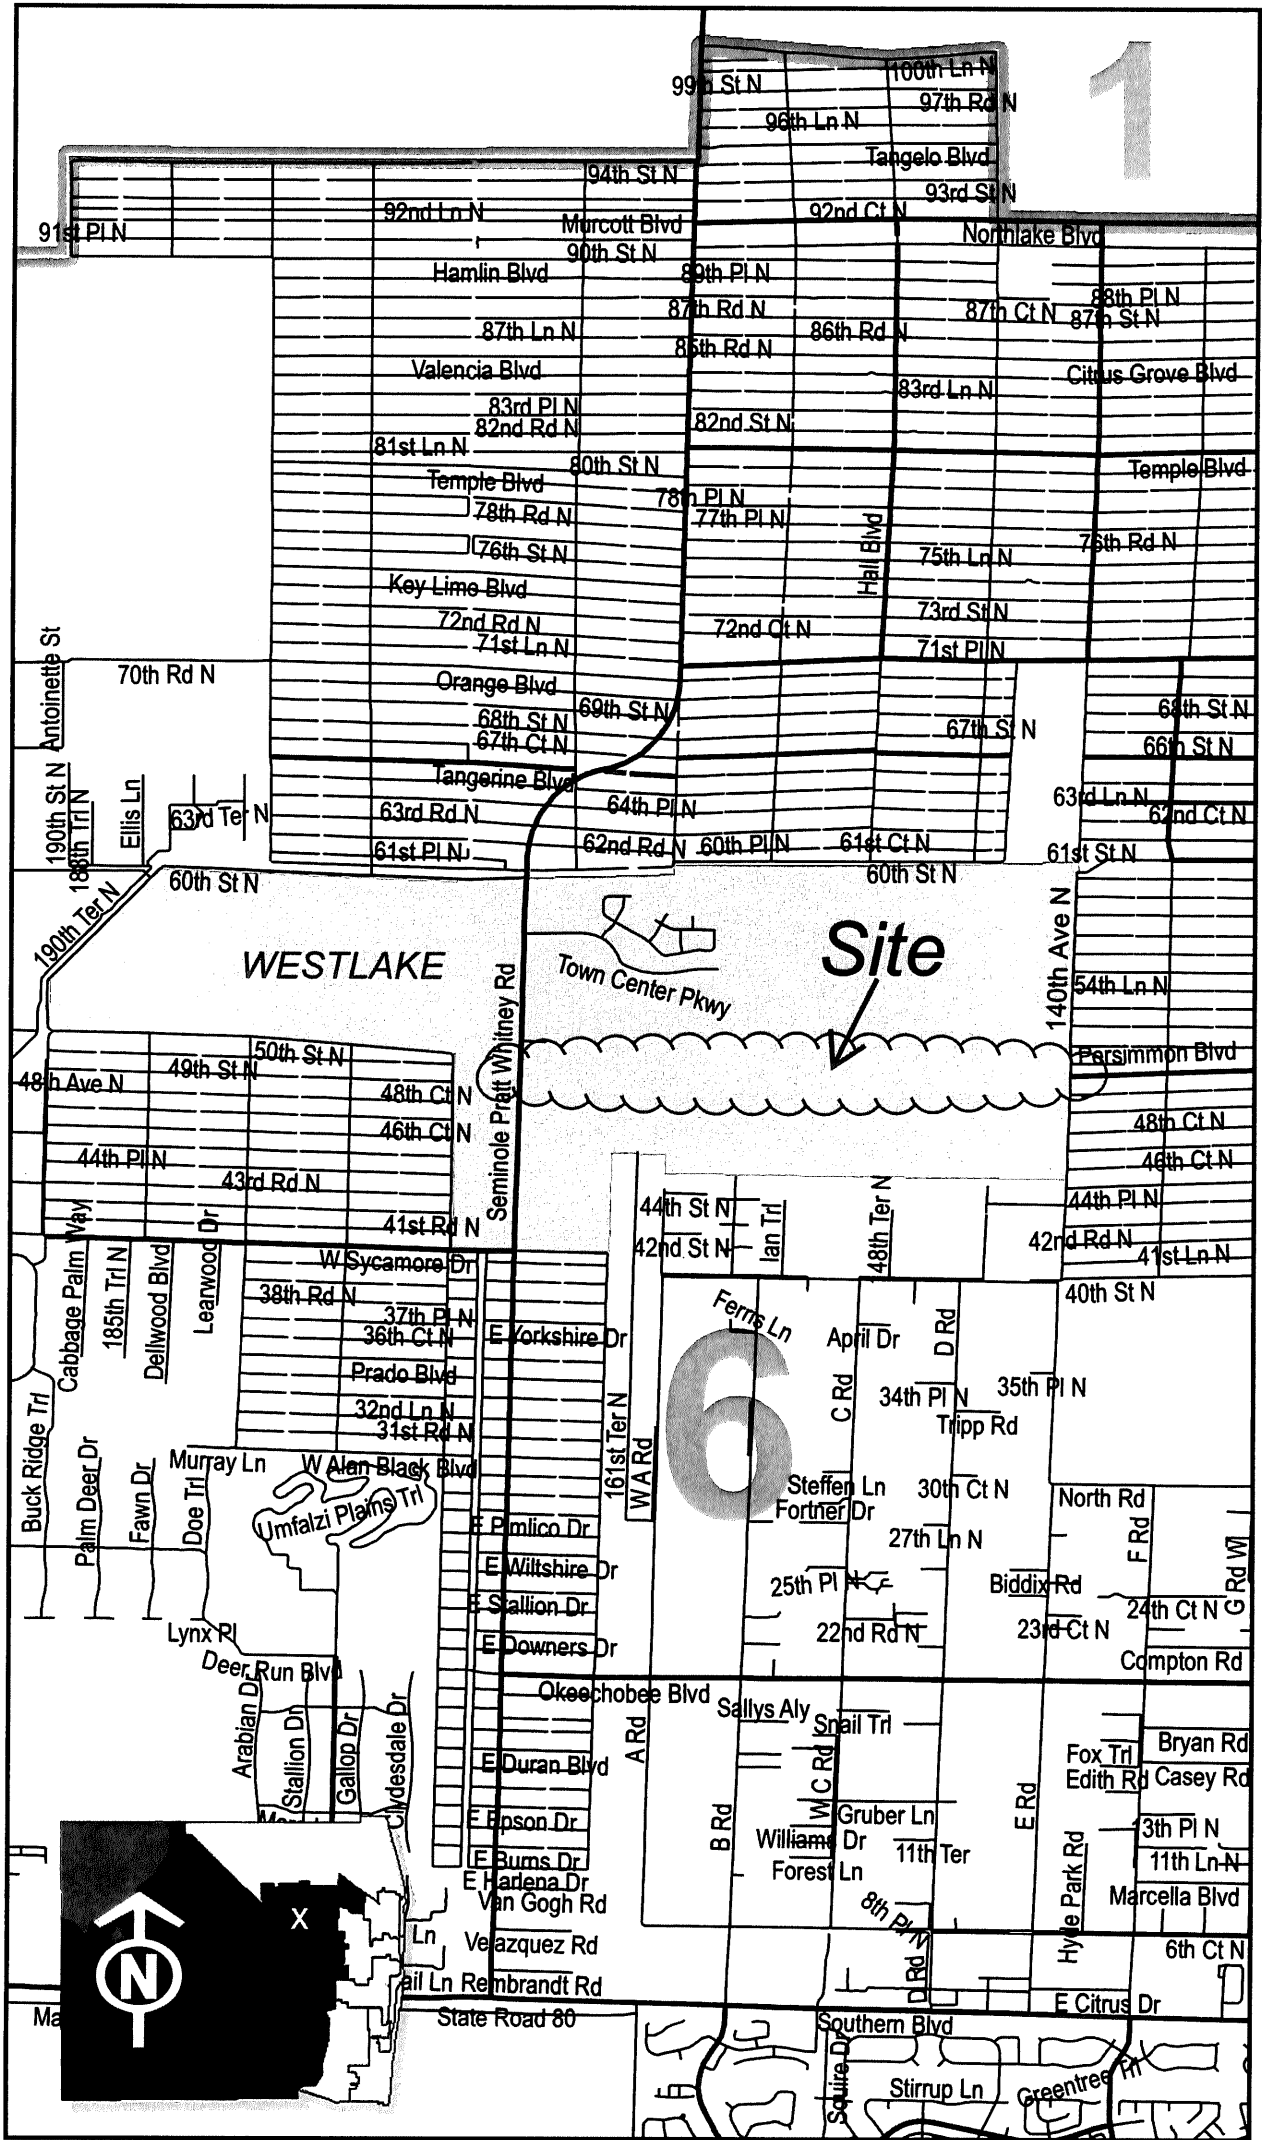 1
100th Ln N
99th St N
97th Rd N
96th Ln N
Tangelo Blvd
94th St N
93rd St N
92nd Ln N
92nd Ct N
Murcott Blvd
91st Pl N
Northlake Blvd
90th St N
Hamlin Blvd
89th Pl N
88th Pl N
87th Rd N
87th Ct N
87th St N
87th Ln N
86th Rd N
85th Rd N
Valencia Blvd
Citrus Grove Blvd
83rd Ln N
83rd Pl N
82nd Rd N
82nd St N
81st Ln N
80th St N
Temple Blvd
Temple Blvd
78th Pl N
78th Rd N
77th Pl N
Hall Blvd
76th Rd N
76th St N
75th Ln N
Key Lime Blvd
73rd St N
72nd Rd N
72nd Ct N
71st Ln N
71st Pl N
Antoinette St
70th Rd N
Orange Blvd
69th St N
68th St N
68th St N
67th St N
67th Ct N
66th St N
Tangerine Blvd
190th St N
188th Trl N
Ellis Ln
63rd Ter N
63rd Rd N
64th Pl N
63rd Ln N
62nd Ct N
61st Pl N
62nd Rd N
60th Pl N
61st Ct N
61st St N
60th St N
60th St N
190th Ter N
WESTLAKE
Site
Town Center Pkwy
Seminole Pratt Whitney Rd
140th Ave N
54th Ln N
50th St N
49th St N
Persimmon Blvd
48th Ave N
48th Ct N
48th Ct N
46th Ct N
46th Ct N
44th Pl N
43rd Rd N
44th St N
44th Pl N
41st Rd N
42nd St N
Ian Trl
148th Ter N
42nd Rd N
41st Ln N
Cabbage Palm Way
185th Trl N
Dellwood Blvd
Learwood Dr
W Sycamore Dr
38th Rd N
40th St N
37th Pl N
36th Ct N
E Yorkshire Dr
Ferris Ln
April Dr
D Rd
6
Prado Blvd
C Rd
34th Pl N
35th Pl N
32nd Ln N
Tripp Rd
31st Rd N
161st Ter N
W A Rd
Buck Ridge Trl
Palm Deer Dr
Fawn Dr
Doe Trl
Murray Ln
W Alan Black Blvd
Umfalzi Plains Trl
Steffen Ln
30th Ct N
North Rd
Fortner Dr
E Pimlico Dr
27th Ln N
F Rd
G Rd W
E Wiltshire Dr
25th Pl N
Biddix Rd
E Stallion Dr
24th Ct N
Lynx Pl
E Downers Dr
22nd Rd N
23rd Ct N
Deer Run Blvd
Compton Rd
Okeechobee Blvd
Sallys Aly
Arabian Dr
Stallion Dr
Gallop Dr
Clydesdale Dr
A Rd
Snail Trl
Bryan Rd
Fox Trl
E Duran Blvd
Edith Rd
Casey Rd
W C Rd
E Rd
B Rd
Gruber Ln
E Epson Dr
13th Pl N
Williams Dr
11th Ter
E Burns Dr
Forest Ln
11th Ln N
E Harlena Dr
Hyde Park Rd
Marcella Blvd
Van Gogh Rd
8th Pl N
X
Ln
Velazquez Rd
6th Ct N
N
ail Ln
Rembrandt Rd
D Rd
E Citrus Dr
Ma
State Road 80
Southern Blvd
Squire Dr
Stirrup Ln
Greentree Trl